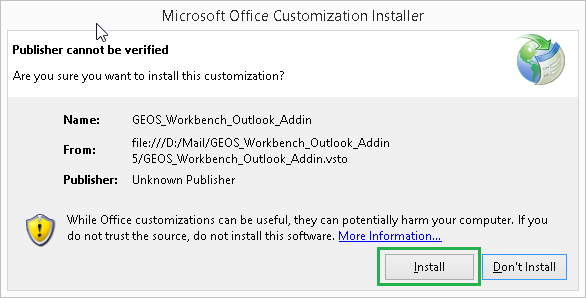 Microsoft Office Customization Installer
Publisher cannot be verified
Are you sure you want to install this customization?
Name: GEOS_Workbench_Outlook_Addin
From: file:///D:/Mail/GEOS_Workbench_Outlook_Addin
5/GEOS_Workbench_Outlook_Addin.vsto
Publisher: Unknown Publisher
While Office customizations can be useful, they can potentially harm your computer. If you
do not trust the source, do not install this software. More Information...
Install Don't Install